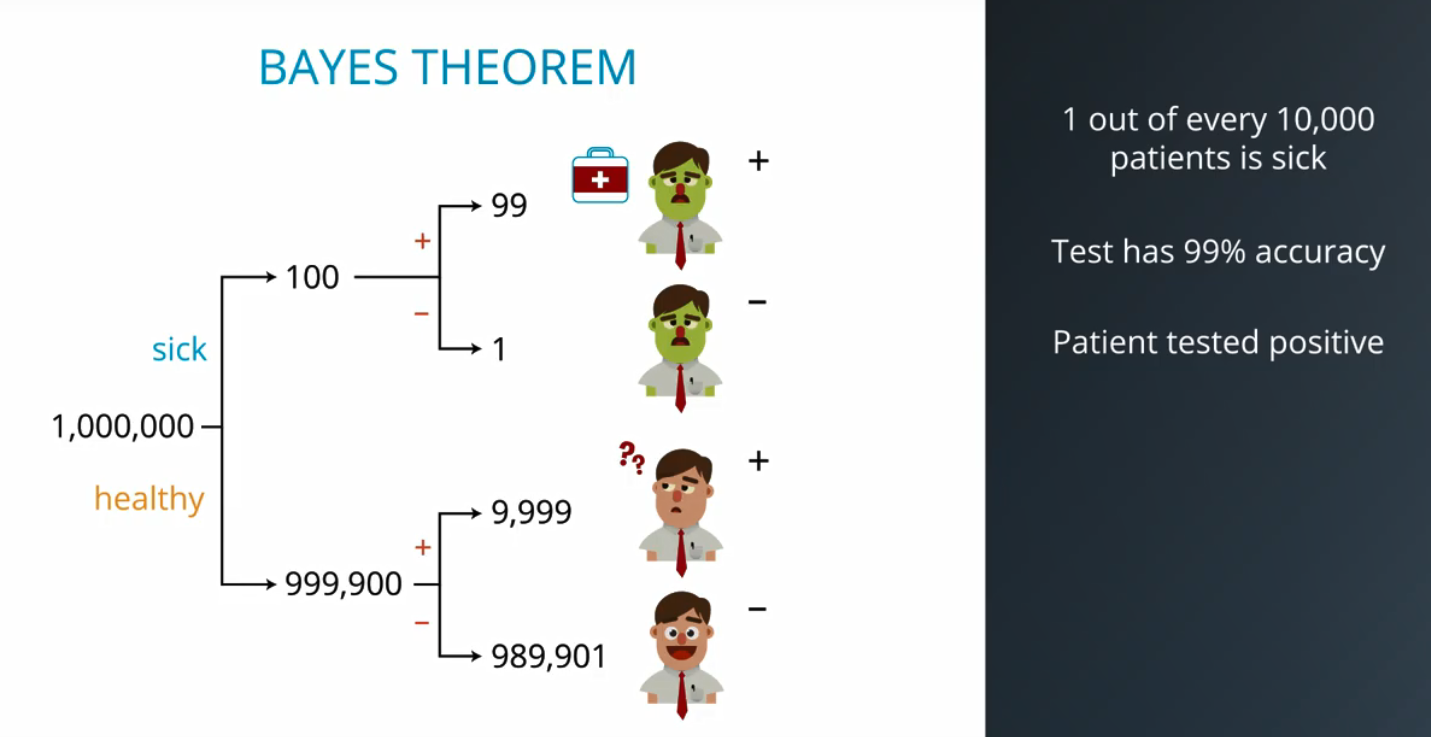 BAYES THEOREM
1 out of every 10,000
patients is sick
Test has 99% accuracy
Patient tested positive
+
99
+
100
−
−
1
sick
1,000,000
healthy
??
+
9,999
+
999,900
−
−
989,901